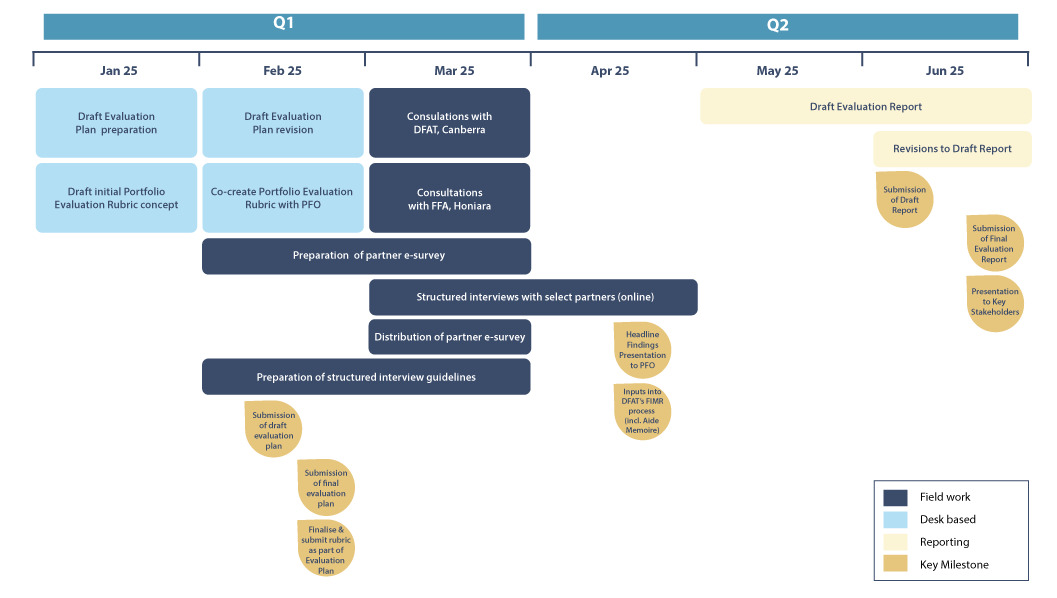 Q1
Q2
Jan 25
Feb 25
Mar 25
Apr 25
May 25
Jun 25
Draft Evaluation
Plan preparation
Draft Evaluation
Plan revision
Consulations with
DFAT, Canberra
Draft Evaluation Report
Revisions to Draft Report
Draft initial Portfolio
Evaluation Rubric concept
Co-create Portfolio Evaluation
Rubric with PFO
Consultations
with FFA, Honiara
Submission
of Draft
Report
Submission
of Final
Evaluation
Report
Preparation of partner e-survey
Structured interviews with select partners (online)
Presentation
to Key
Stakeholders
Distribution of partner e-survey
Headline
Findings
Presentation
to PFO
Preparation of structured interview guidelines
Inputs into
DFAT's FIMR
process
(incl. Aide
Memoire)
Submission
of draft
evaluation
plan
Submission
of final
evaluation
plan
Finalise &
submit rubric
as part of
Evaluation
Plan
Field work
Desk based
Reporting
Key Milestone